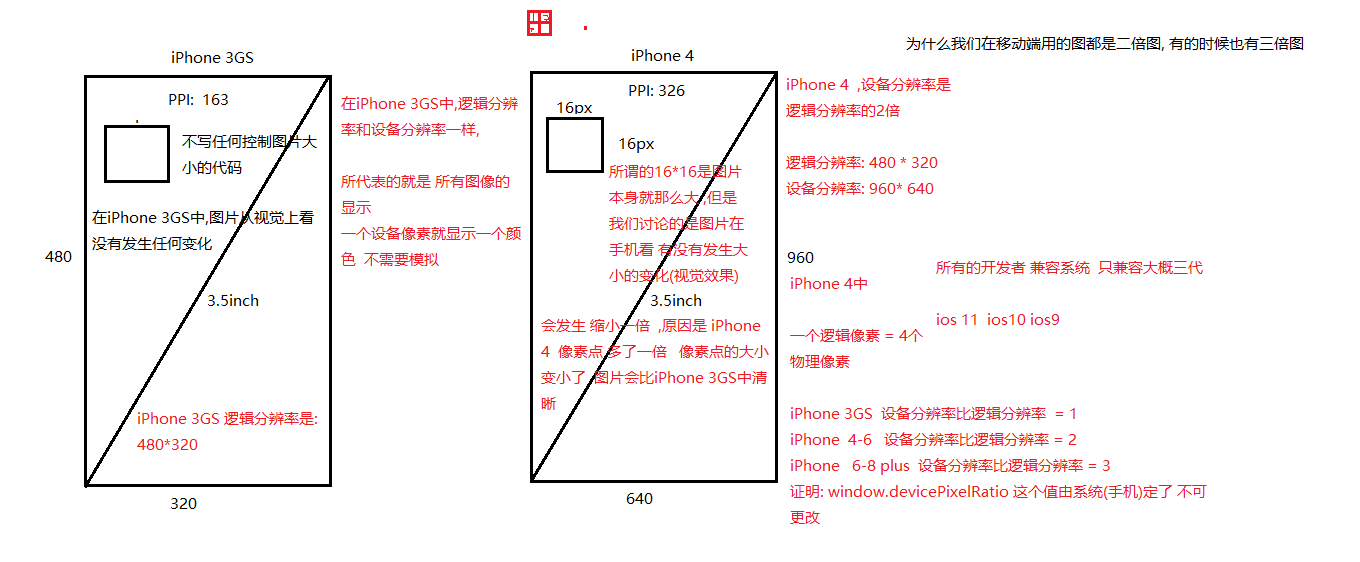 为什么我们在移动端用的图都是二倍图, 有的时候也有三倍图
iPhone 3GS
PPI: 163
不写任何控制图片大
小的代码
在iPhone 3GS中,图片从视觉上看
没有发生任何变化
480
3.5inch
iPhone 3GS 逻辑分辨率是:
480*320
320
在iPhone 3GS中,逻辑分辨
率和设备分辨率一样,
所代表的就是 所有图像的
显示
一个设备像素就显示一个颜
色 不需要模拟
iPhone 4
PPI: 326
16px
16px
所谓的16*16是图片
本身就那么大 ,但是
我们讨论的是图片在
手机看 有没有发生大
小的变化(视觉效果)
3.5inch
会发生 缩小一倍 ,原因是 iPhone
4 像素点 多了一倍 像素点的大小
变小了 ,图片会比iPhone 3GS中清
晰
640
iPhone 4 ,设备分辨率是
逻辑分辨率的2倍
逻辑分辨率: 480 * 320
设备分辨率: 960* 640
960
iPhone 4中
一个逻辑像素 = 4个
物理像素
所有的开发者 兼容系统 只兼容大概三代
ios 11 ios10 ios9
iPhone 3GS 设备分辨率比逻辑分辨率 = 1
iPhone 4-6 设备分辨率比逻辑分辨率 = 2
iPhone 6-8 plus 设备分辨率比逻辑分辨率 = 3
证明: window.devicePixelRatio 这个值由系统(手机)定了 不可
更改